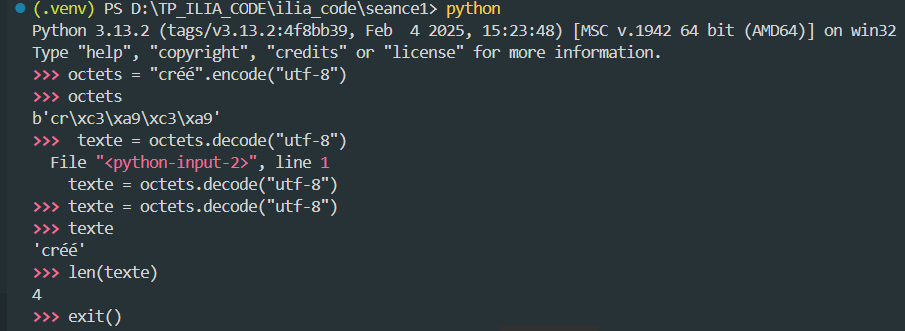 (.venv) PS D:\TP_ILIA_CODE\ilia_code\seance1> python
Python 3.13.2 (tags/v3.13.2:4f8bb39, Feb  4 2025, 15:23:48) [MSC v.1942 64 bit (AMD64)] on win32
Type "help", "copyright", "credits" or "license" for more information.
>>> octets = "créé".encode("utf-8")
>>> octets
b'cr\xc3\xa9\xc3\xa9'
>>>  texte = octets.decode("utf-8")
  File "<python-input-2>", line 1
    texte = octets.decode("utf-8")
>>> texte = octets.decode("utf-8")
>>> texte
'créé'
>>> len(texte)
4
>>> exit()